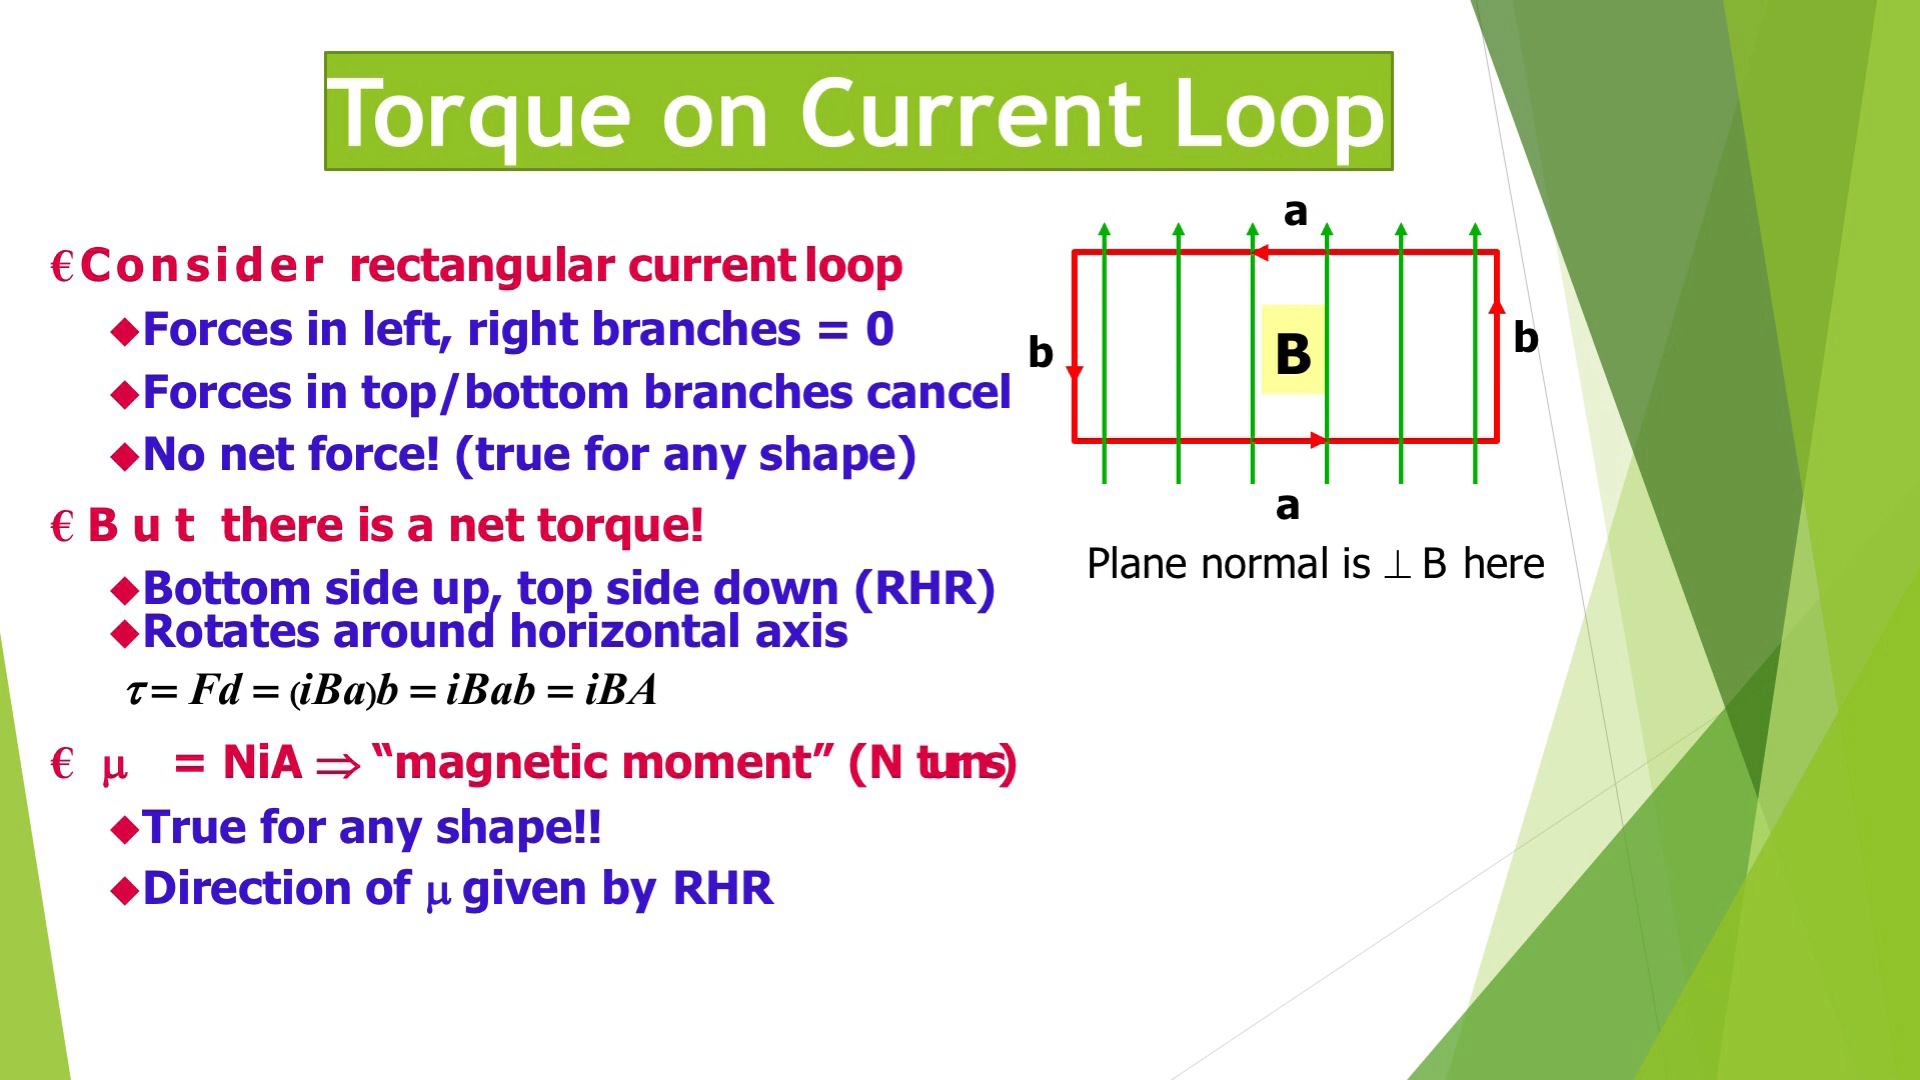 Torque on Current Loop
€Consider rectangular current loop
◆Forces in left, right branches = 0
◆Forces in top/bottom branches cancel
◆No net force! (true for any shape)
€ But there is a net torque!
◆Bottom side up, top side down (RHR)
◆Rotates around horizontal axis
τ = Fd = (iBa)b = iBab = iBA
€ μ = NiA ⇒ “magnetic moment” (N turns)
◆True for any shape!!
◆Direction of μ given by RHR
a
b
B
b
a
Plane normal is ⊥ B here